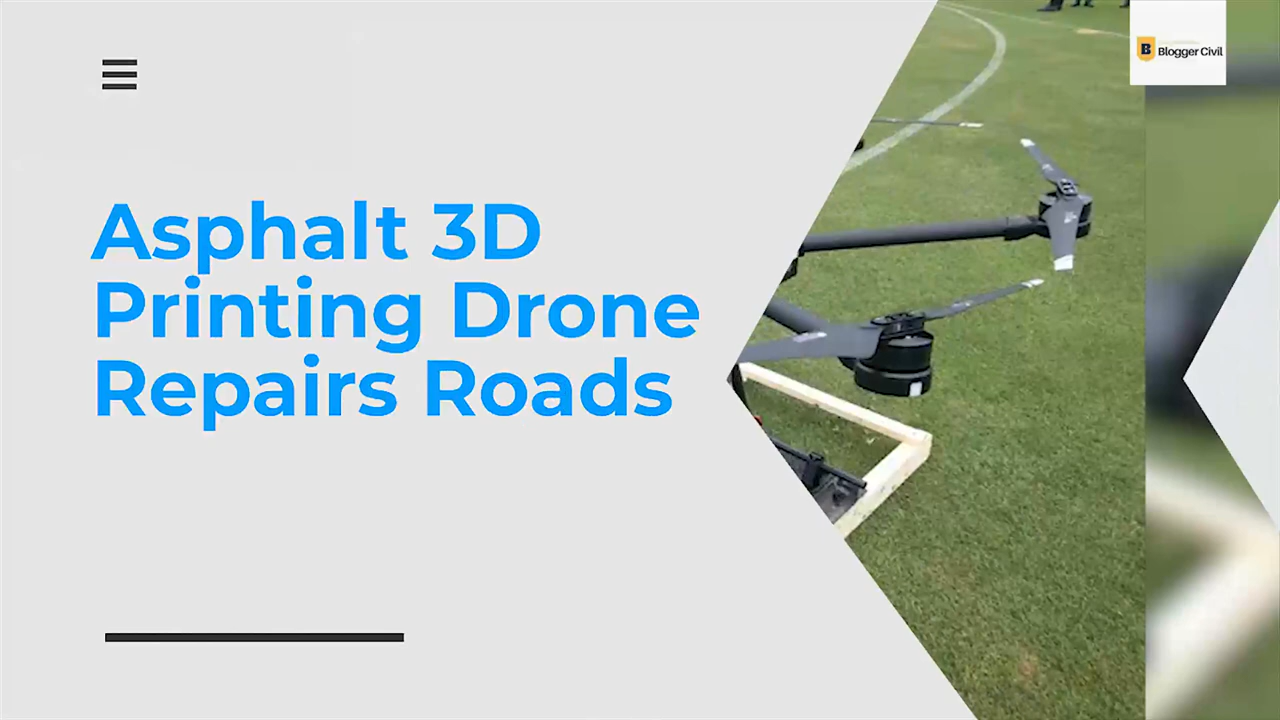 Asphalt 3D
Printing Drone
Repairs Roads
B Blogger Civil